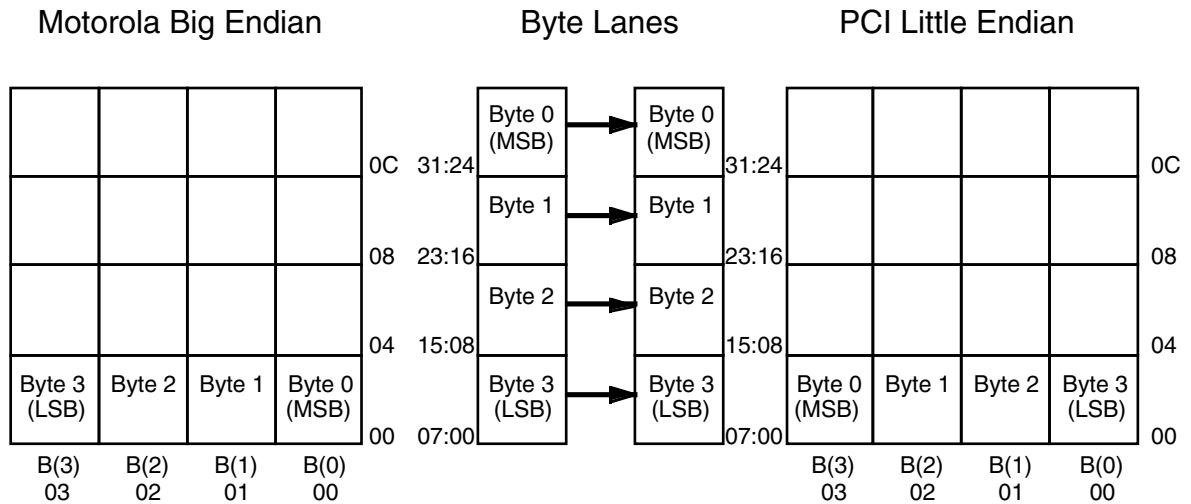 Motorola Big Endian
Byte Lanes
PCI Little Endian
Byte 0
(MSB)
Byte 0
(MSB)
0C
31:24
31:24
0C
Byte 1
Byte 1
08
23:16
23:16
08
Byte 2
Byte 2
04
15:08
15:08
04
Byte 3
(LSB)
Byte 2
Byte 1
Byte 0
(MSB)
Byte 3
(LSB)
Byte 3
(LSB)
Byte 0
(MSB)
Byte 1
Byte 2
Byte 3
(LSB)
00
07:00
07:00
00
B(3)
03
B(2)
02
B(1)
01
B(0)
00
B(3)
03
B(2)
02
B(1)
01
B(0)
00